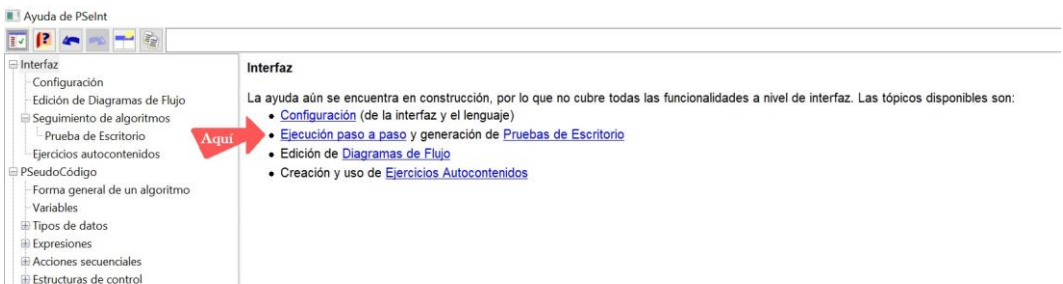 Ayuda de PSeInt
Interfaz
Configuración
Edición de Diagramas de Flujo
Seguimiento de algoritmos
Prueba de Escritorio
Ejercicios autocontenidos
PSeudoCódigo
Forma general de un algoritmo
Variables
Tipos de datos
Expresiones
Acciones secuenciales
Estructuras de control
Aquí
Interfaz
La ayuda aún se encuentra en construcción, por lo que no cubre todas las funcionalidades a nivel de interfaz. Las tópicos disponibles son:
• Configuración (de la interfaz y el lenguaje)
• Ejecución paso a paso y generación de Pruebas de Escritorio
• Edición de Diagramas de Flujo
• Creación y uso de Ejercicios Autocontenidos